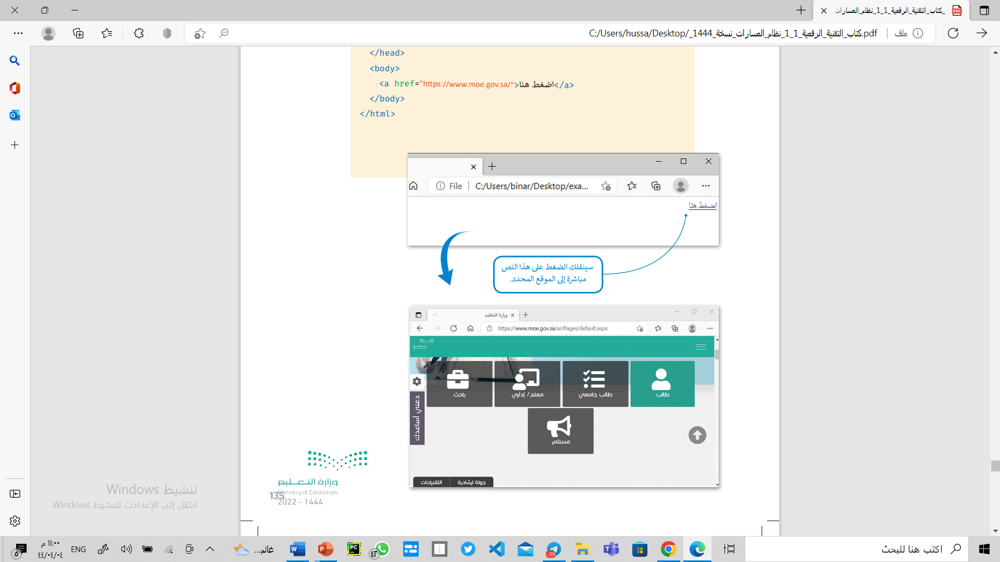 كتاب_التقنية_الرقمية_1_1_نظام_المسارات_
ملف
C:/Users/hussa/Desktop/كتاب_التقنية_الرقمية_1_1_نظام_المسارات_نسخة_1444_.pdf
</head>
<body>
<a href="https://www.moe.gov.sa/">اضغط هنا</a>
</body>
</html>
File
C:/Users/binar/Desktop/exa...
اضغط هنا
سينقلك الضغط على هذا النص
مباشرة إلى الموقع المحدد.
وزارة التعليم
https://www.moe.gov.sa/ar/Pages/default.aspx
طالب
طالب جامعي
معلم / إداري
باحث
دعني أساعدك
مستثمر
جولة ارشادية
الاقتراحات
وزارة التعليم
Ministry of Education
135
2022 - 1444
تنشيط Windows
انتقل إلى الإعدادات لتنشيط Windows.
اكتب هنا للبحث
غائم...
ENG
١١:٠٠ م
٤٤/٠٤/٠٤